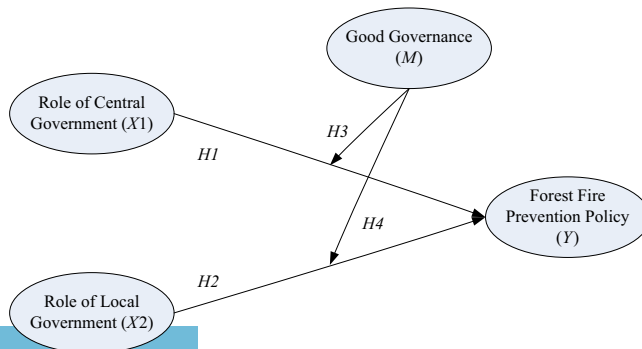 Good Governance
(M)
Role of Central
Government (X1)
H3
H1
Forest Fire
Prevention Policy
(Y)
H4
H2
Role of Local
Government (X2)